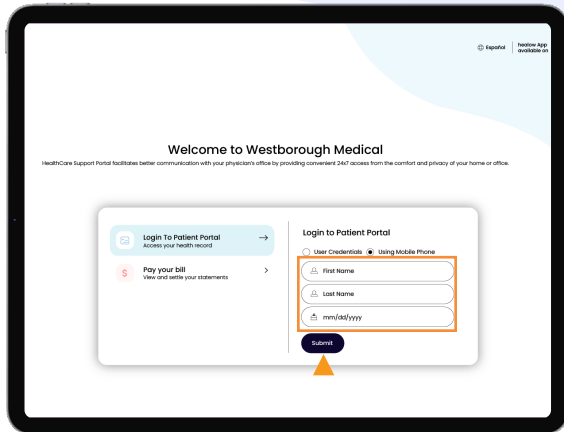 Español
healow App
available on
Welcome to Westborough Medical
HealthCare Support Portal facilitates better communication with your physician's office by providing convenient 24x7 access from the comfort and privacy of your home or office.
Login To Patient Portal
Access your health record
$ Pay your bill
View and settle your statements
Login to Patient Portal
User Credentials Using Mobile Phone
First Name
Last Name
mm/dd/yyyy
Submit